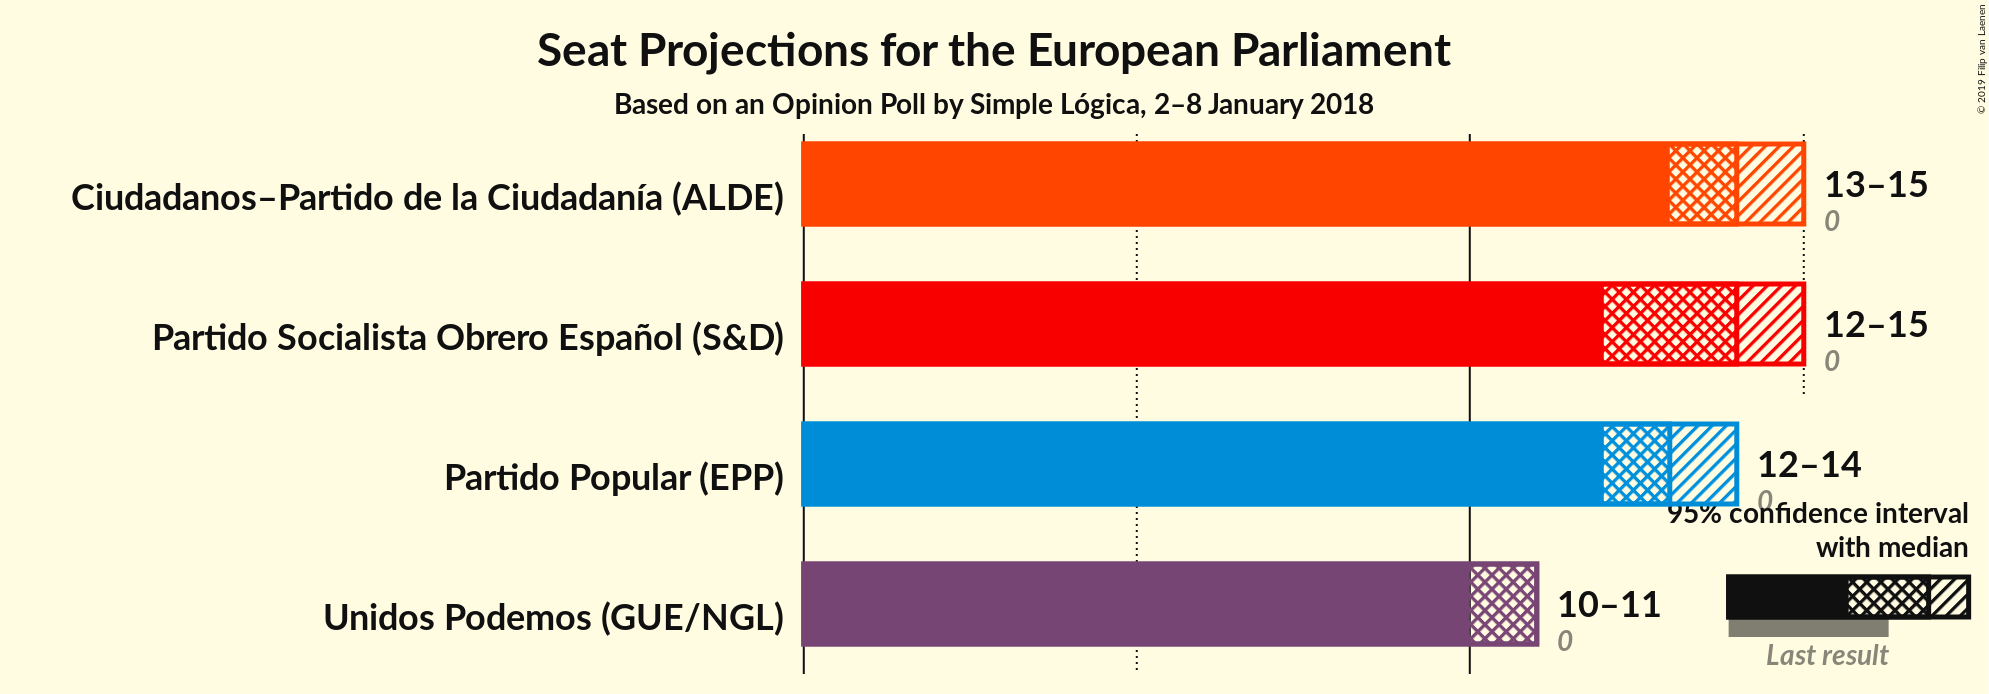 Seat Projections for the European Parliament
Based on an Opinion Poll by Simple Lógica, 2–8 January 2018
© 2019 Filip van Laenen
Ciudadanos–Partido de la Ciudadanía (ALDE)
13–15
0
Partido Socialista Obrero Español (S&D)
12–15
0
Partido Popular (EPP)
12–14
0
Unidos Podemos (GUE/NGL)
10–11
0
95% confidence interval
with median
Last result